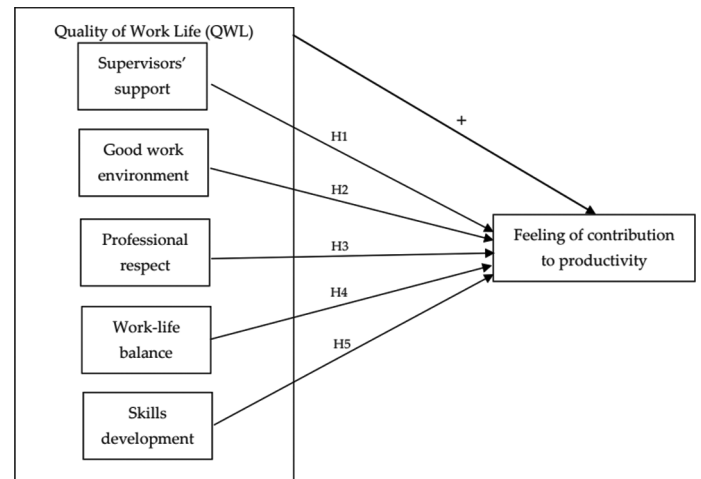 Quality of Work Life (QWL)
Supervisors'
support
Good work
environment
Professional
respect
Work-life
balance
Skills
development
H1
H2
H3
H4
H5
+
Feeling of contribution
to productivity